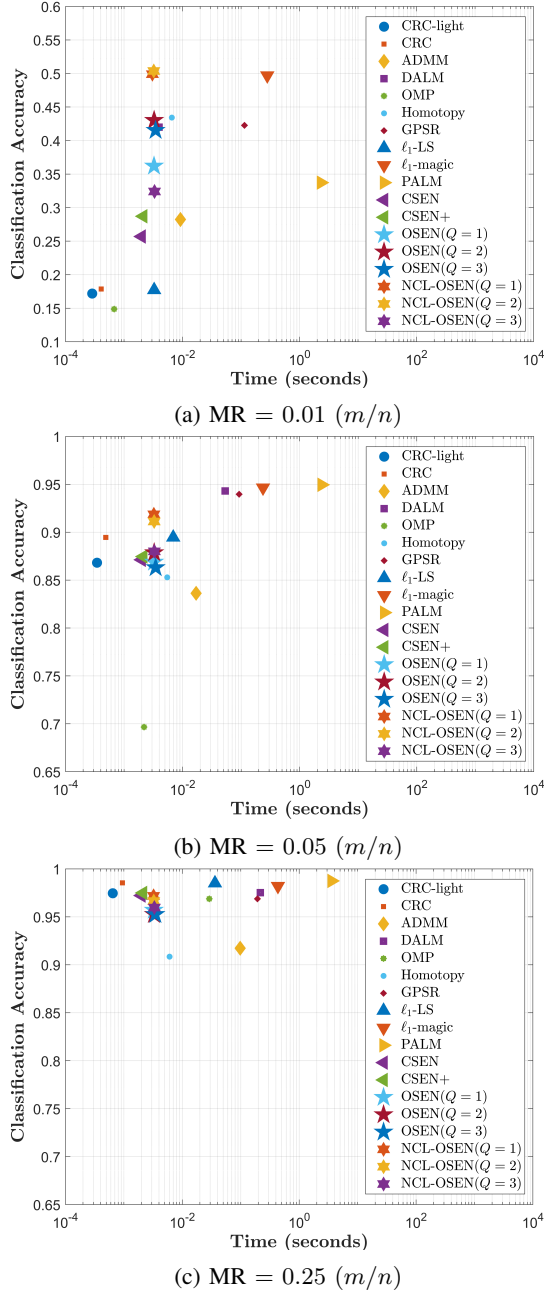 0.6
0.55
0.5
0.45
0.4
0.35
0.3
0.25
0.2
0.15
0.1
Classification Accuracy
10^-4
10^-2
10^0
10^2
10^4
Time (seconds)
CRC-light
CRC
ADMM
DALM
OMP
Homotopy
GPSR
ℓ₁-LS
ℓ₁-magic
PALM
CSEN
CSEN+
OSEN(Q = 1)
OSEN(Q = 2)
OSEN(Q = 3)
NCL-OSEN(Q = 1)
NCL-OSEN(Q = 2)
NCL-OSEN(Q = 3)
(a) MR = 0.01 (m/n)
1
0.95
0.9
0.85
0.8
0.75
0.7
0.65
Classification Accuracy
10^-4
10^-2
10^0
10^2
10^4
Time (seconds)
CRC-light
CRC
ADMM
DALM
OMP
Homotopy
GPSR
ℓ₁-LS
ℓ₁-magic
PALM
CSEN
CSEN+
OSEN(Q = 1)
OSEN(Q = 2)
OSEN(Q = 3)
NCL-OSEN(Q = 1)
NCL-OSEN(Q = 2)
NCL-OSEN(Q = 3)
(b) MR = 0.05 (m/n)
1
0.95
0.9
0.85
0.8
0.75
0.7
0.65
Classification Accuracy
10^-4
10^-2
10^0
10^2
10^4
Time (seconds)
CRC-light
CRC
ADMM
DALM
OMP
Homotopy
GPSR
ℓ₁-LS
ℓ₁-magic
PALM
CSEN
CSEN+
OSEN(Q = 1)
OSEN(Q = 2)
OSEN(Q = 3)
NCL-OSEN(Q = 1)
NCL-OSEN(Q = 2)
NCL-OSEN(Q = 3)
(c) MR = 0.25 (m/n)